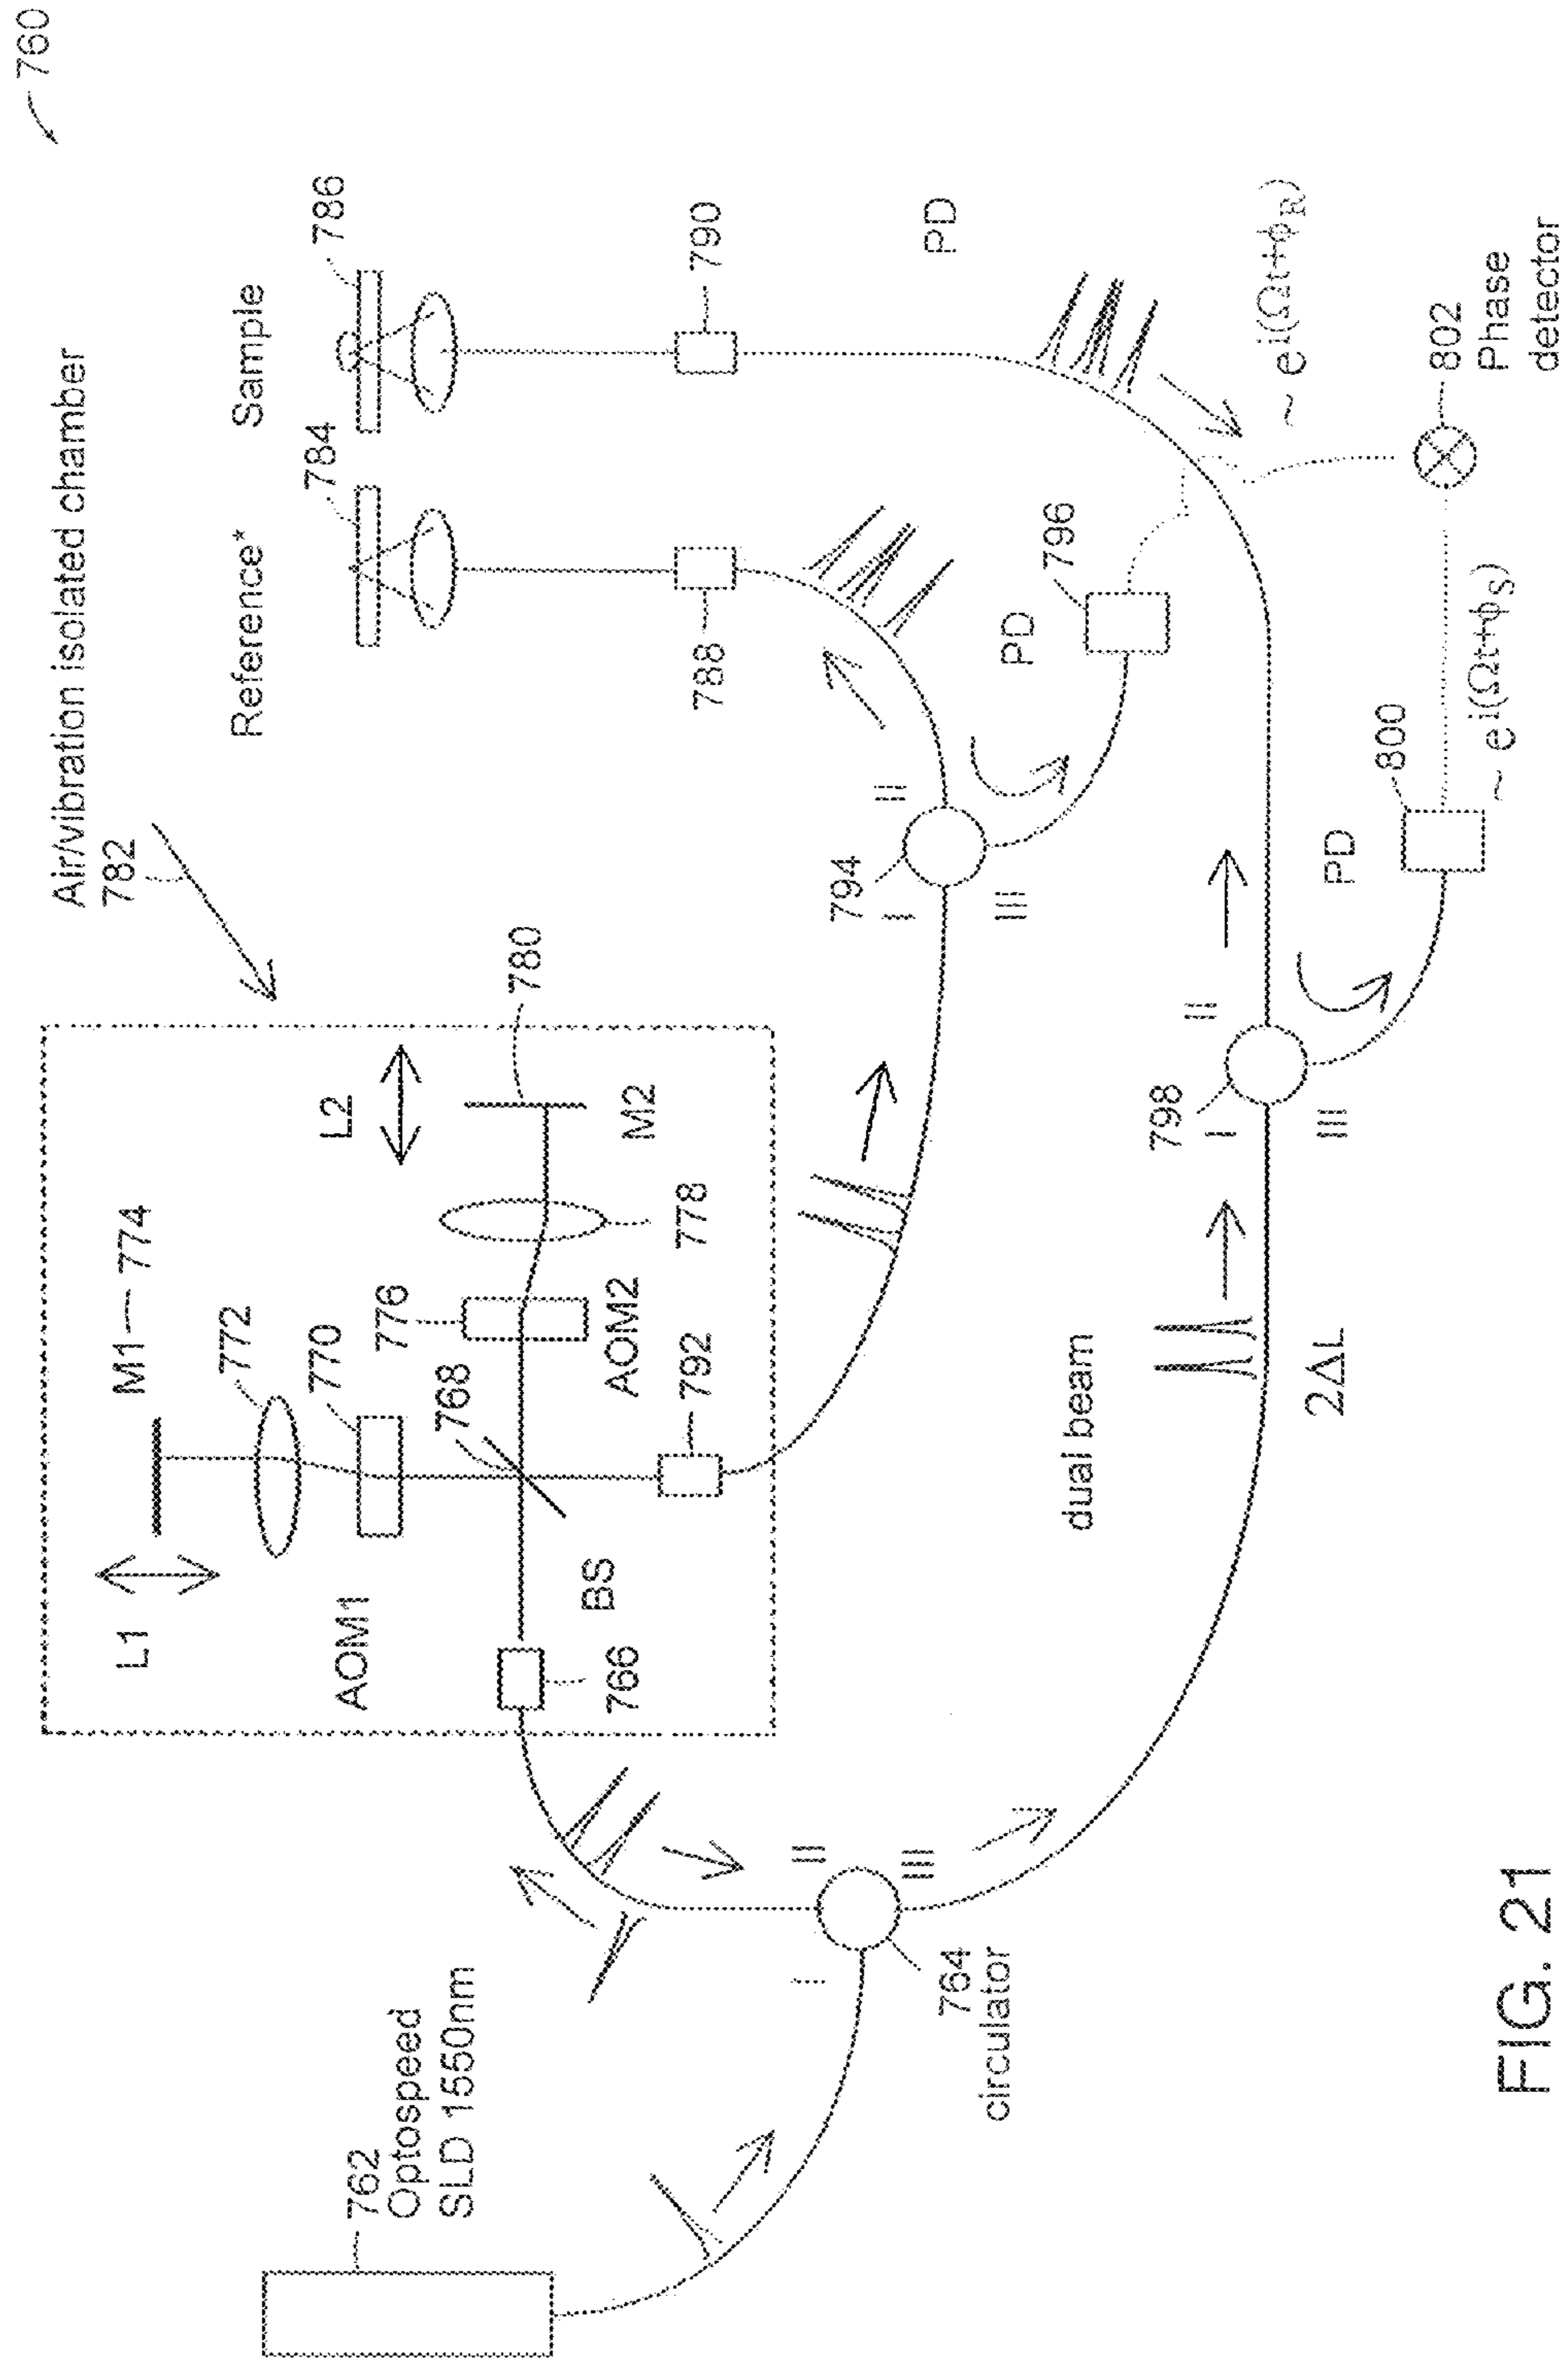 760
Air/vibration isolated chamber
782
Reference*
Sample
784
786
L1
M1
774
772
770
AOM1
L2
780
M2
776
AOM2
778
768
BS
766
792
788
790
PD
762
Optospeed
SLD 1550nm
I
II
III
764
circulator
794
I
II
III
PD
796
~ e^i(Ωt+ϕ_R)
dual beam
2ΔL
798
I
II
III
PD
800
~ e^i(Ωt+ϕ_S)
802
Phase
detector
FIG. 21